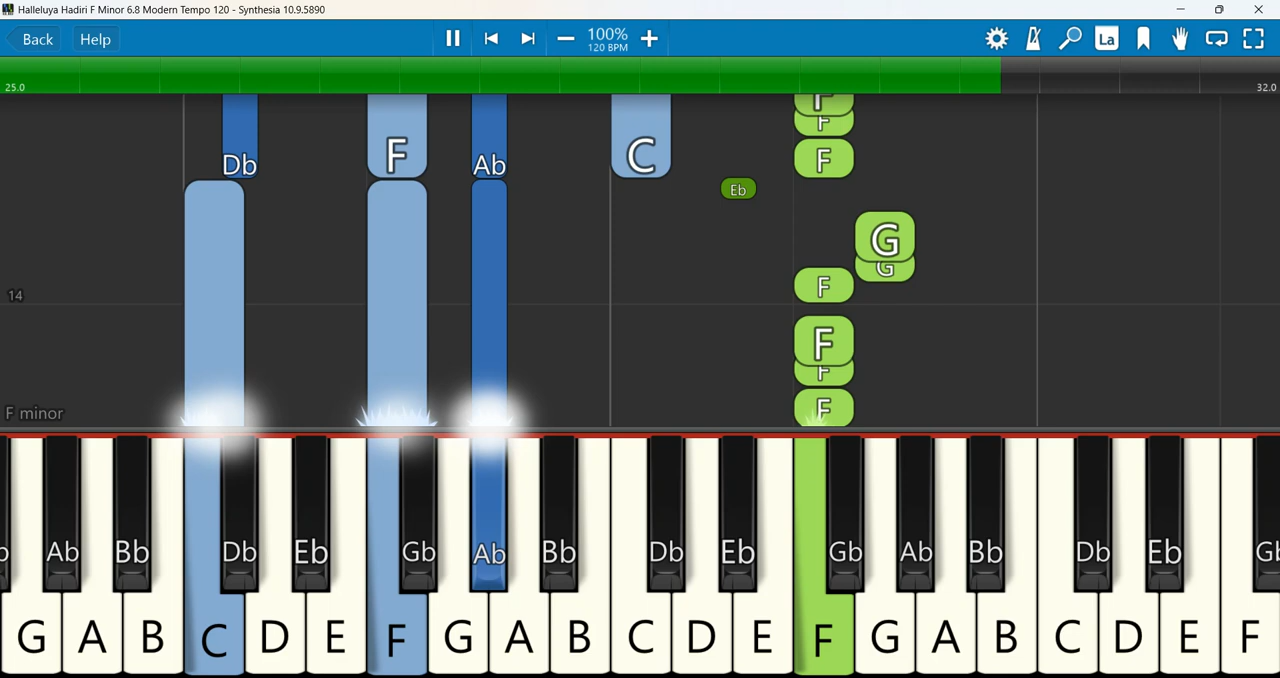 Halleluya Hadiri F Minor 6.8 Modern Tempo 120 - Synthesia 10.9.5890
Back Help 100% La
120 BPM
25.0 32.0
F F
Db F Ab C F
Eb
G
G
F
14
F
F
F minor F
Ab Bb Db Eb Gb Ab Bb Db Eb Gb Ab Bb Db Eb
G A B C D E F G A B C D E F G A B C D E F